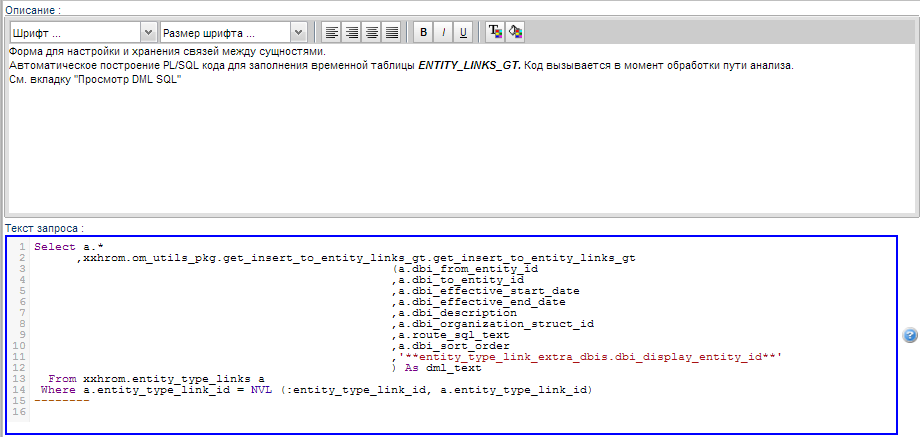 Описание :
Шрифт ... Размер шрифта ... B I U T
Форма для настройки и хранения связей между сущностями.
Автоматическое построение PL/SQL кода для заполнения временной таблицы ENTITY_LINKS_GT. Код вызывается в момент обработки пути анализа.
См. вкладку "Просмотр DML SQL"
Текст запроса :
1 Select a.*
2 ,xxhrom.om_utils_pkg.get_insert_to_entity_links_gt.get_insert_to_entity_links_gt
3 (a.dbi_from_entity_id
4 ,a.dbi_to_entity_id
5 ,a.dbi_effective_start_date
6 ,a.dbi_effective_end_date
7 ,a.dbi_description
8 ,a.dbi_organization_struct_id
9 ,a.route_sql_text
10 ,a.dbi_sort_order
11 ,'**entity_type_link_extra_dbis.dbi_display_entity_id**'
12 ) As dml_text
13 From xxhrom.entity_type_links a
14 Where a.entity_type_link_id = NVL (:entity_type_link_id, a.entity_type_link_id)
15 --------
16
?